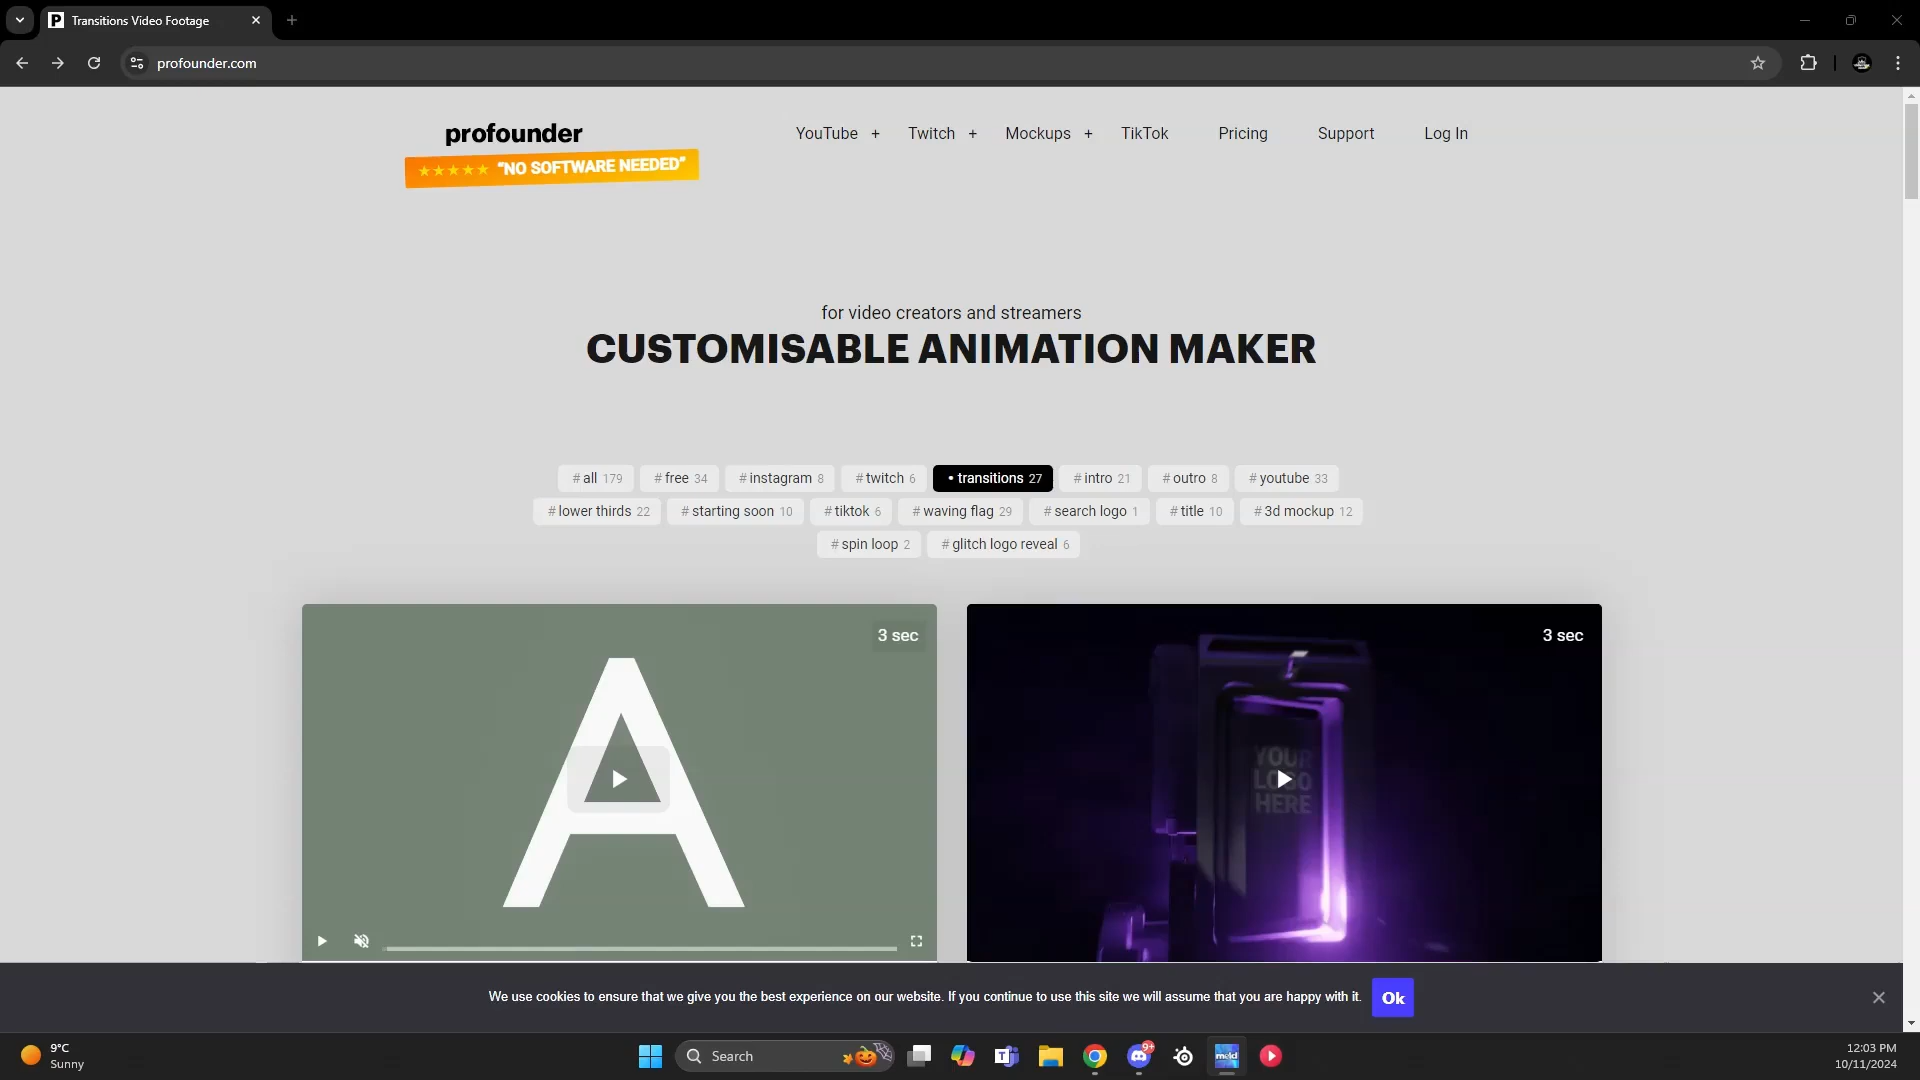 Transitions Video Footage
profounder.com
profounder
★★★★★ “NO SOFTWARE NEEDED”
YouTube + Twitch + Mockups + TikTok Pricing Support Log In
for video creators and streamers
CUSTOMISABLE ANIMATION MAKER
# all 179 # free 34 # instagram 8 # twitch 6 • transitions 27 # intro 21 # outro 8 # youtube 33
# lower thirds 22 # starting soon 10 # tiktok 6 # waving flag 29 # search logo 1 # title 10 # 3d mockup 12
# spin loop 2 # glitch logo reveal 6
3 sec
A
3 sec
YOUR
LOGO
HERE
We use cookies to ensure that we give you the best experience on our website. If you continue to use this site we will assume that you are happy with it. Ok
9°C
Sunny
Search
9+
meld
12:03 PM
10/11/2024